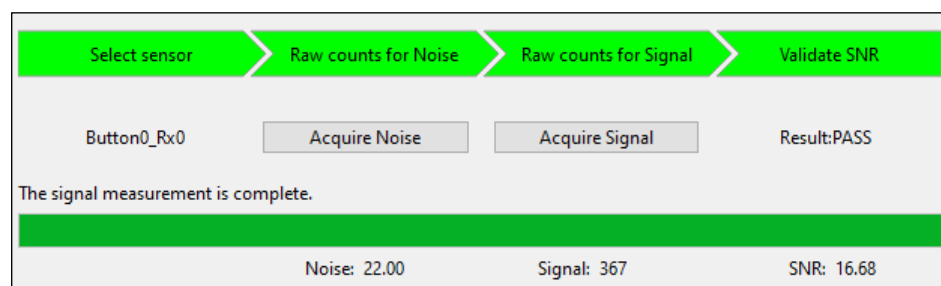 Select sensor Raw counts for Noise Raw counts for Signal Validate SNR
Button0_Rx0 Acquire Noise Acquire Signal Result:PASS
The signal measurement is complete.
Noise: 22.00 Signal: 367 SNR: 16.68